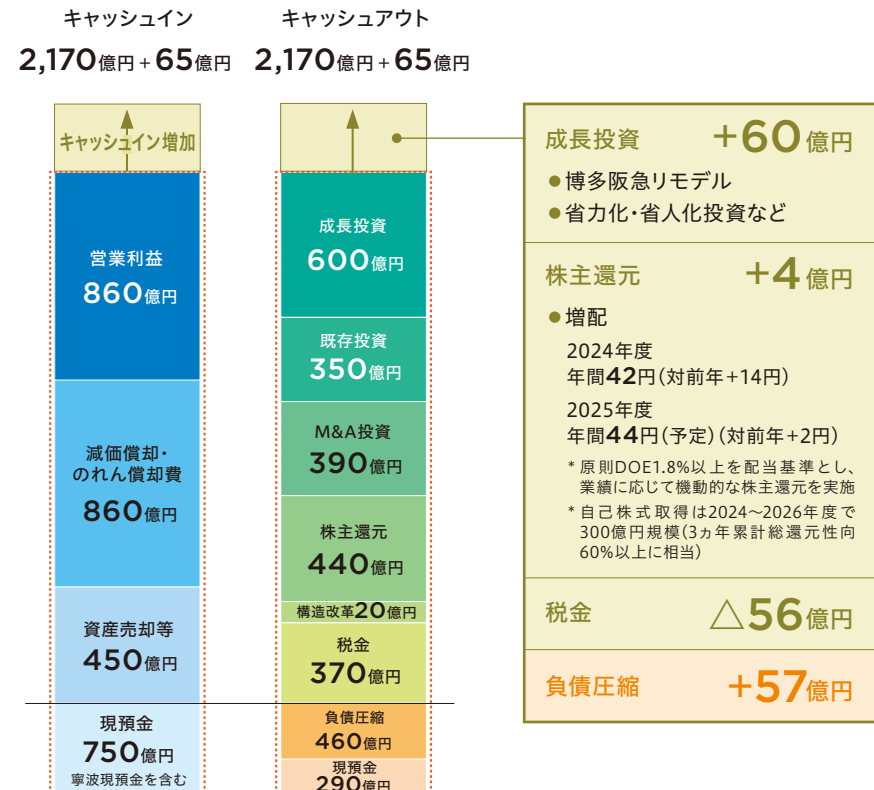 キャッシュイン
2,170億円+65億円
キャッシュイン増加
営業利益
860億円
減価償却・
のれん償却費
860億円
資産売却等
450億円
現預金
750億円
寧波現預金を含む
キャッシュアウト
2,170億円+65億円
成長投資
600億円
既存投資
350億円
M&A投資
390億円
株主還元
440億円
構造改革20億円
税金
370億円
負債圧縮
460億円
現預金
290億円
成長投資 +60億円
●博多阪急リモデル
●省力化・省人化投資など
株主還元 +4億円
●増配
2024年度
年間42円(対前年+14円)
2025年度
年間44円(予定)(対前年+2円)
*原則DOE1.8%以上を配当基準とし、
業績に応じて機動的な株主還元を実施
*自己株式取得は2024〜2026年度で
300億円規模(3ヵ年累計総還元性向
60%以上に相当)
税金 △56億円
負債圧縮 +57億円